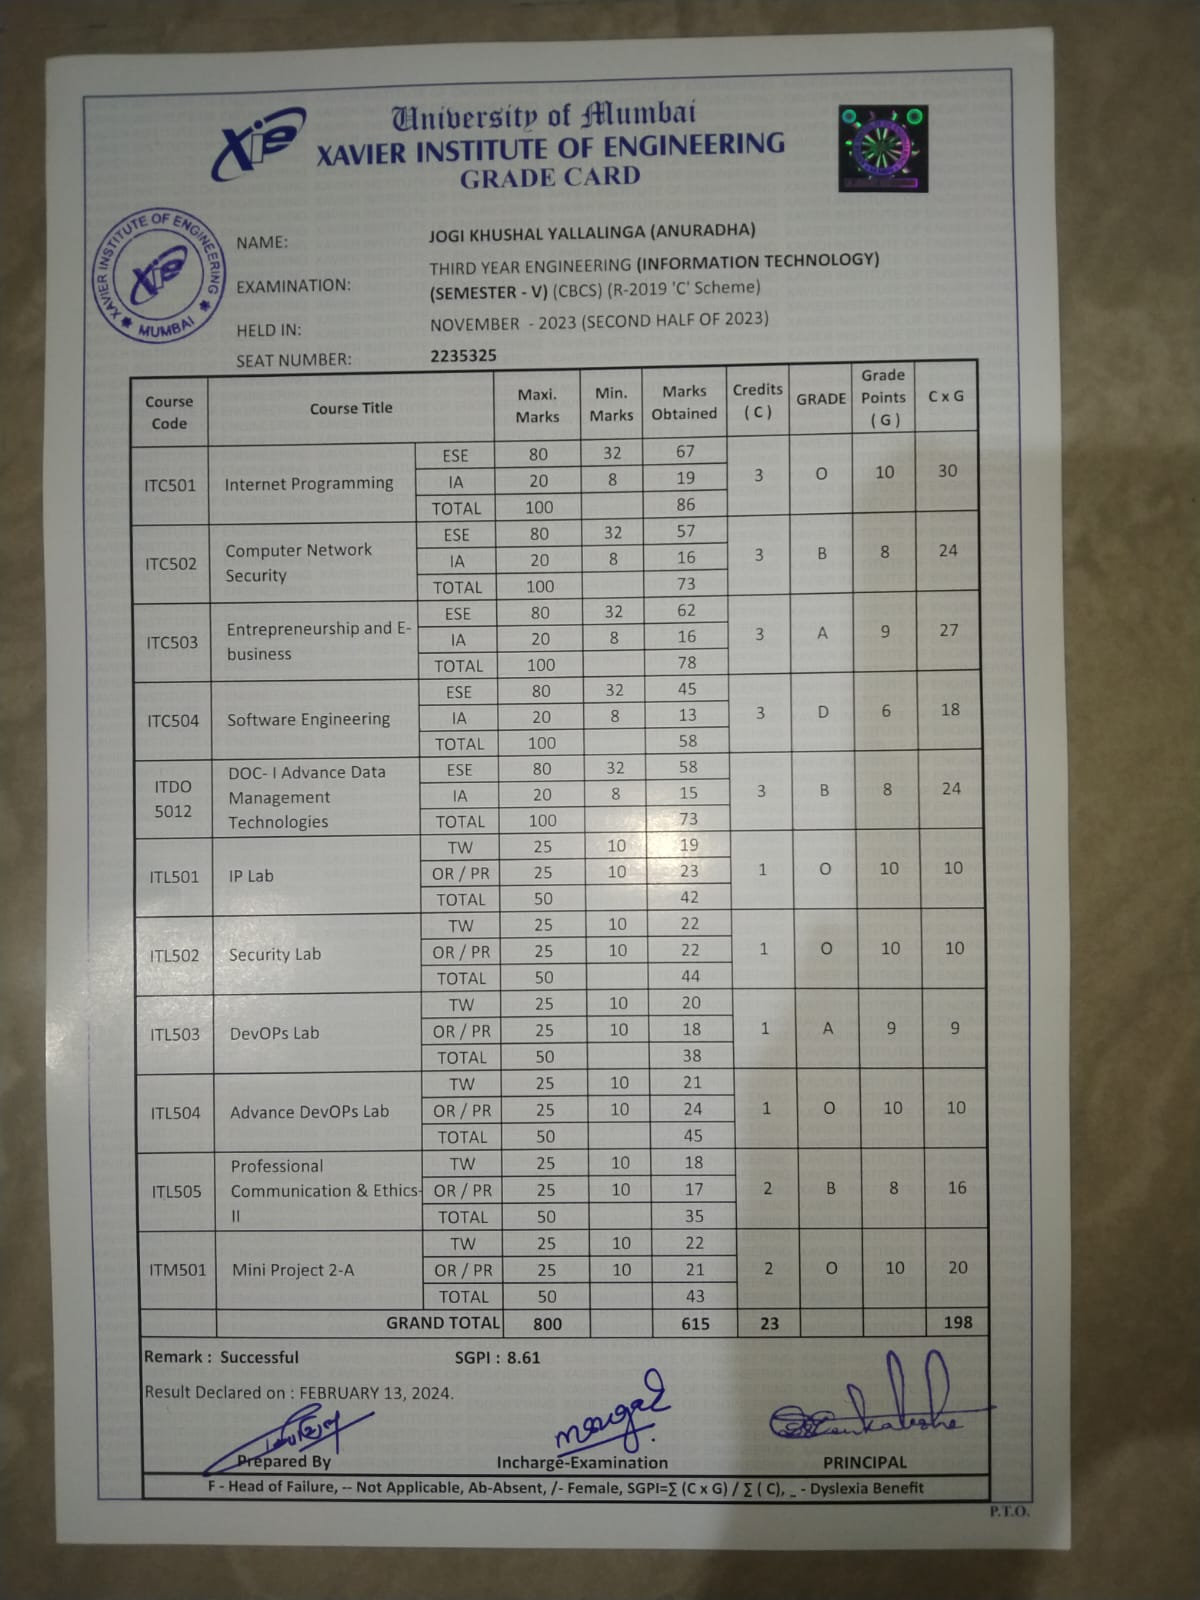 University of Mumbai
XIE
XAVIER INSTITUTE OF ENGINEERING
GRADE CARD
XAVIER INSTITUTE OF ENGINEERING
XIE
MUMBAI
NAME: JOGI KHUSHAL YALLALINGA (ANURADHA)
EXAMINATION: THIRD YEAR ENGINEERING (INFORMATION TECHNOLOGY)
(SEMESTER - V) (CBCS) (R-2019 'C' Scheme)
HELD IN: NOVEMBER - 2023 (SECOND HALF OF 2023)
SEAT NUMBER: 2235325
Course Code Course Title Maxi. Marks Min. Marks Marks Obtained Credits ( C ) GRADE Grade Points ( G ) C x G
ITC501 Internet Programming ESE 80 32 67 3 O 10 30
IA 20 8 19
TOTAL 100 86
ITC502 Computer Network Security ESE 80 32 57 3 B 8 24
IA 20 8 16
TOTAL 100 73
ITC503 Entrepreneurship and E-business ESE 80 32 62 3 A 9 27
IA 20 8 16
TOTAL 100 78
ITC504 Software Engineering ESE 80 32 45 3 D 6 18
IA 20 8 13
TOTAL 100 58
ITDO 5012 DOC- I Advance Data Management Technologies ESE 80 32 58 3 B 8 24
IA 20 8 15
TOTAL 100 73
ITL501 IP Lab TW 25 10 19 1 O 10 10
OR / PR 25 10 23
TOTAL 50 42
ITL502 Security Lab TW 25 10 22 1 O 10 10
OR / PR 25 10 22
TOTAL 50 44
ITL503 DevOPs Lab TW 25 10 20 1 A 9 9
OR / PR 25 10 18
TOTAL 50 38
ITL504 Advance DevOPs Lab TW 25 10 21 1 O 10 10
OR / PR 25 10 24
TOTAL 50 45
ITL505 Professional Communication & Ethics-II TW 25 10 18 2 B 8 16
OR / PR 25 10 17
TOTAL 50 35
ITM501 Mini Project 2-A TW 25 10 22 2 O 10 20
OR / PR 25 10 21
TOTAL 50 43
GRAND TOTAL 800 615 23 198
Remark : Successful SGPI : 8.61
Result Declared on : FEBRUARY 13, 2024.
Prepared By Incharge-Examination PRINCIPAL
F - Head of Failure, -- Not Applicable, Ab-Absent, /- Female, SGPI=∑ (C x G) / ∑ ( C), _ - Dyslexia Benefit
P.T.O.